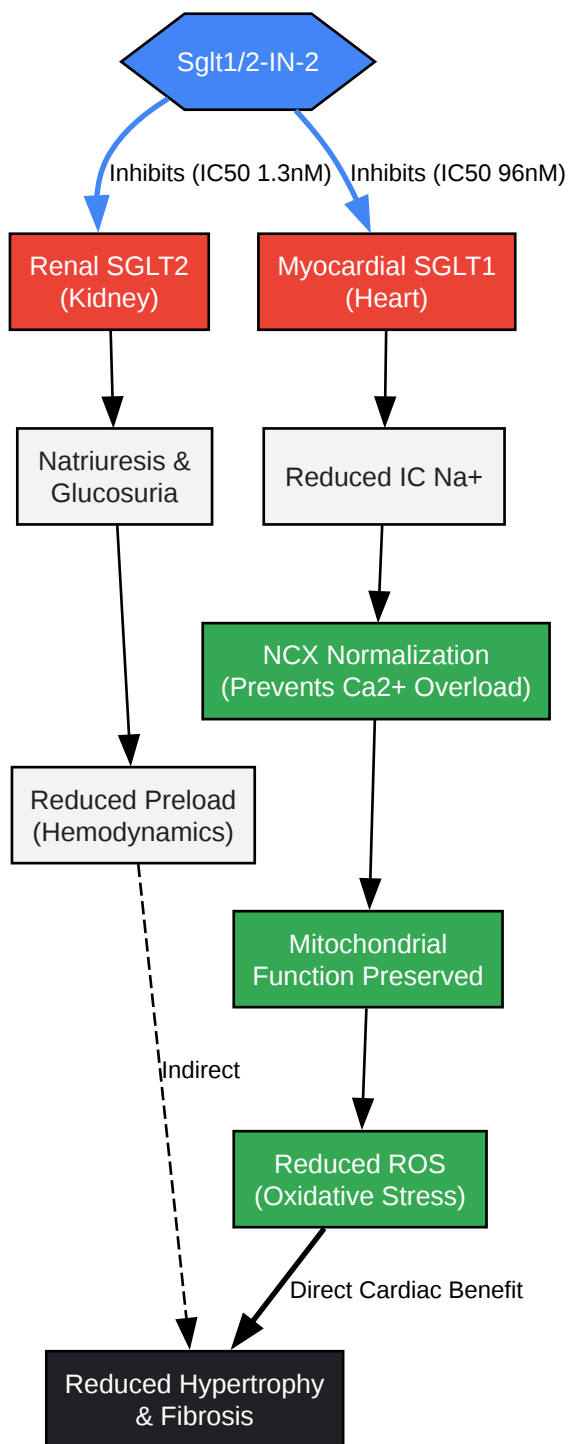 Sglt1/2-IN-2
Inhibits (IC50 1.3nM)
Inhibits (IC50 96nM)
Renal SGLT2
(Kidney)
Myocardial SGLT1
(Heart)
Natriuresis &
Glucosuria
Reduced IC Na+
NCX Normalization
(Prevents Ca2+ Overload)
Reduced Preload
(Hemodynamics)
Mitochondrial
Function Preserved
Indirect
Reduced ROS
(Oxidative Stress)
Direct Cardiac Benefit
Reduced Hypertrophy
& Fibrosis